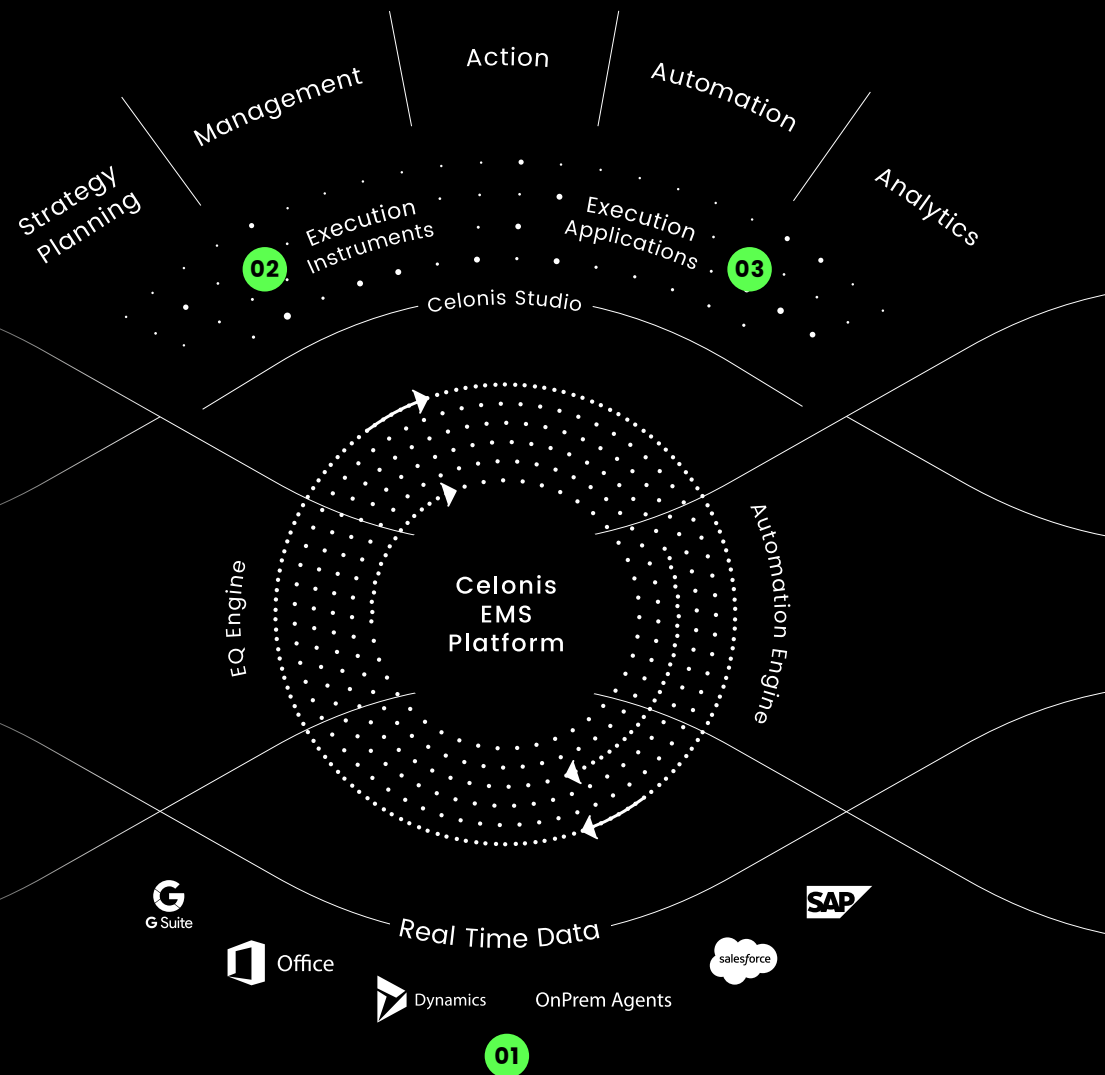 Action
Management
Automation
Strategy
Planning
Analytics
Execution
Instruments
Execution
Applications
02
03
Celonis Studio
EQ Engine
Celonis
EMS
Platform
Automation Engine
Real Time Data
G
G Suite
SAP
Office
salesforce
Dynamics
OnPrem Agents
01